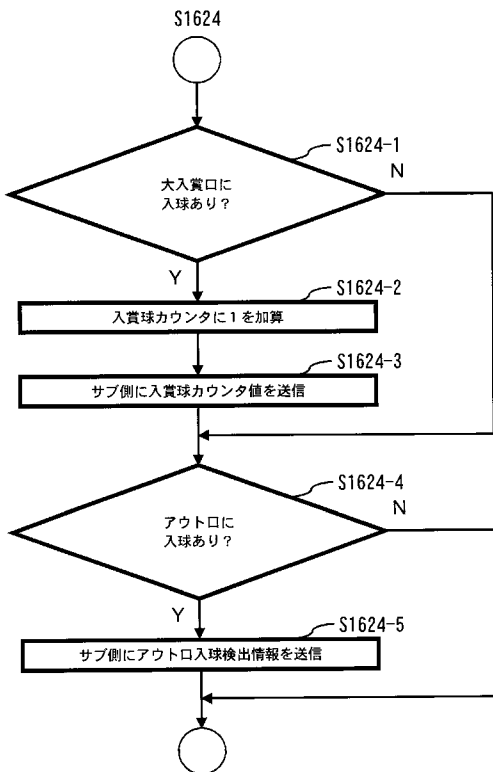 S1624
S1624-1
大入賞口に
入球あり？
N
Y
S1624-2
入賞球カウンタに１を加算
S1624-3
サブ側に入賞球カウンタ値を送信
S1624-4
アウト口に
入球あり？
N
Y
S1624-5
サブ側にアウト口入球検出情報を送信